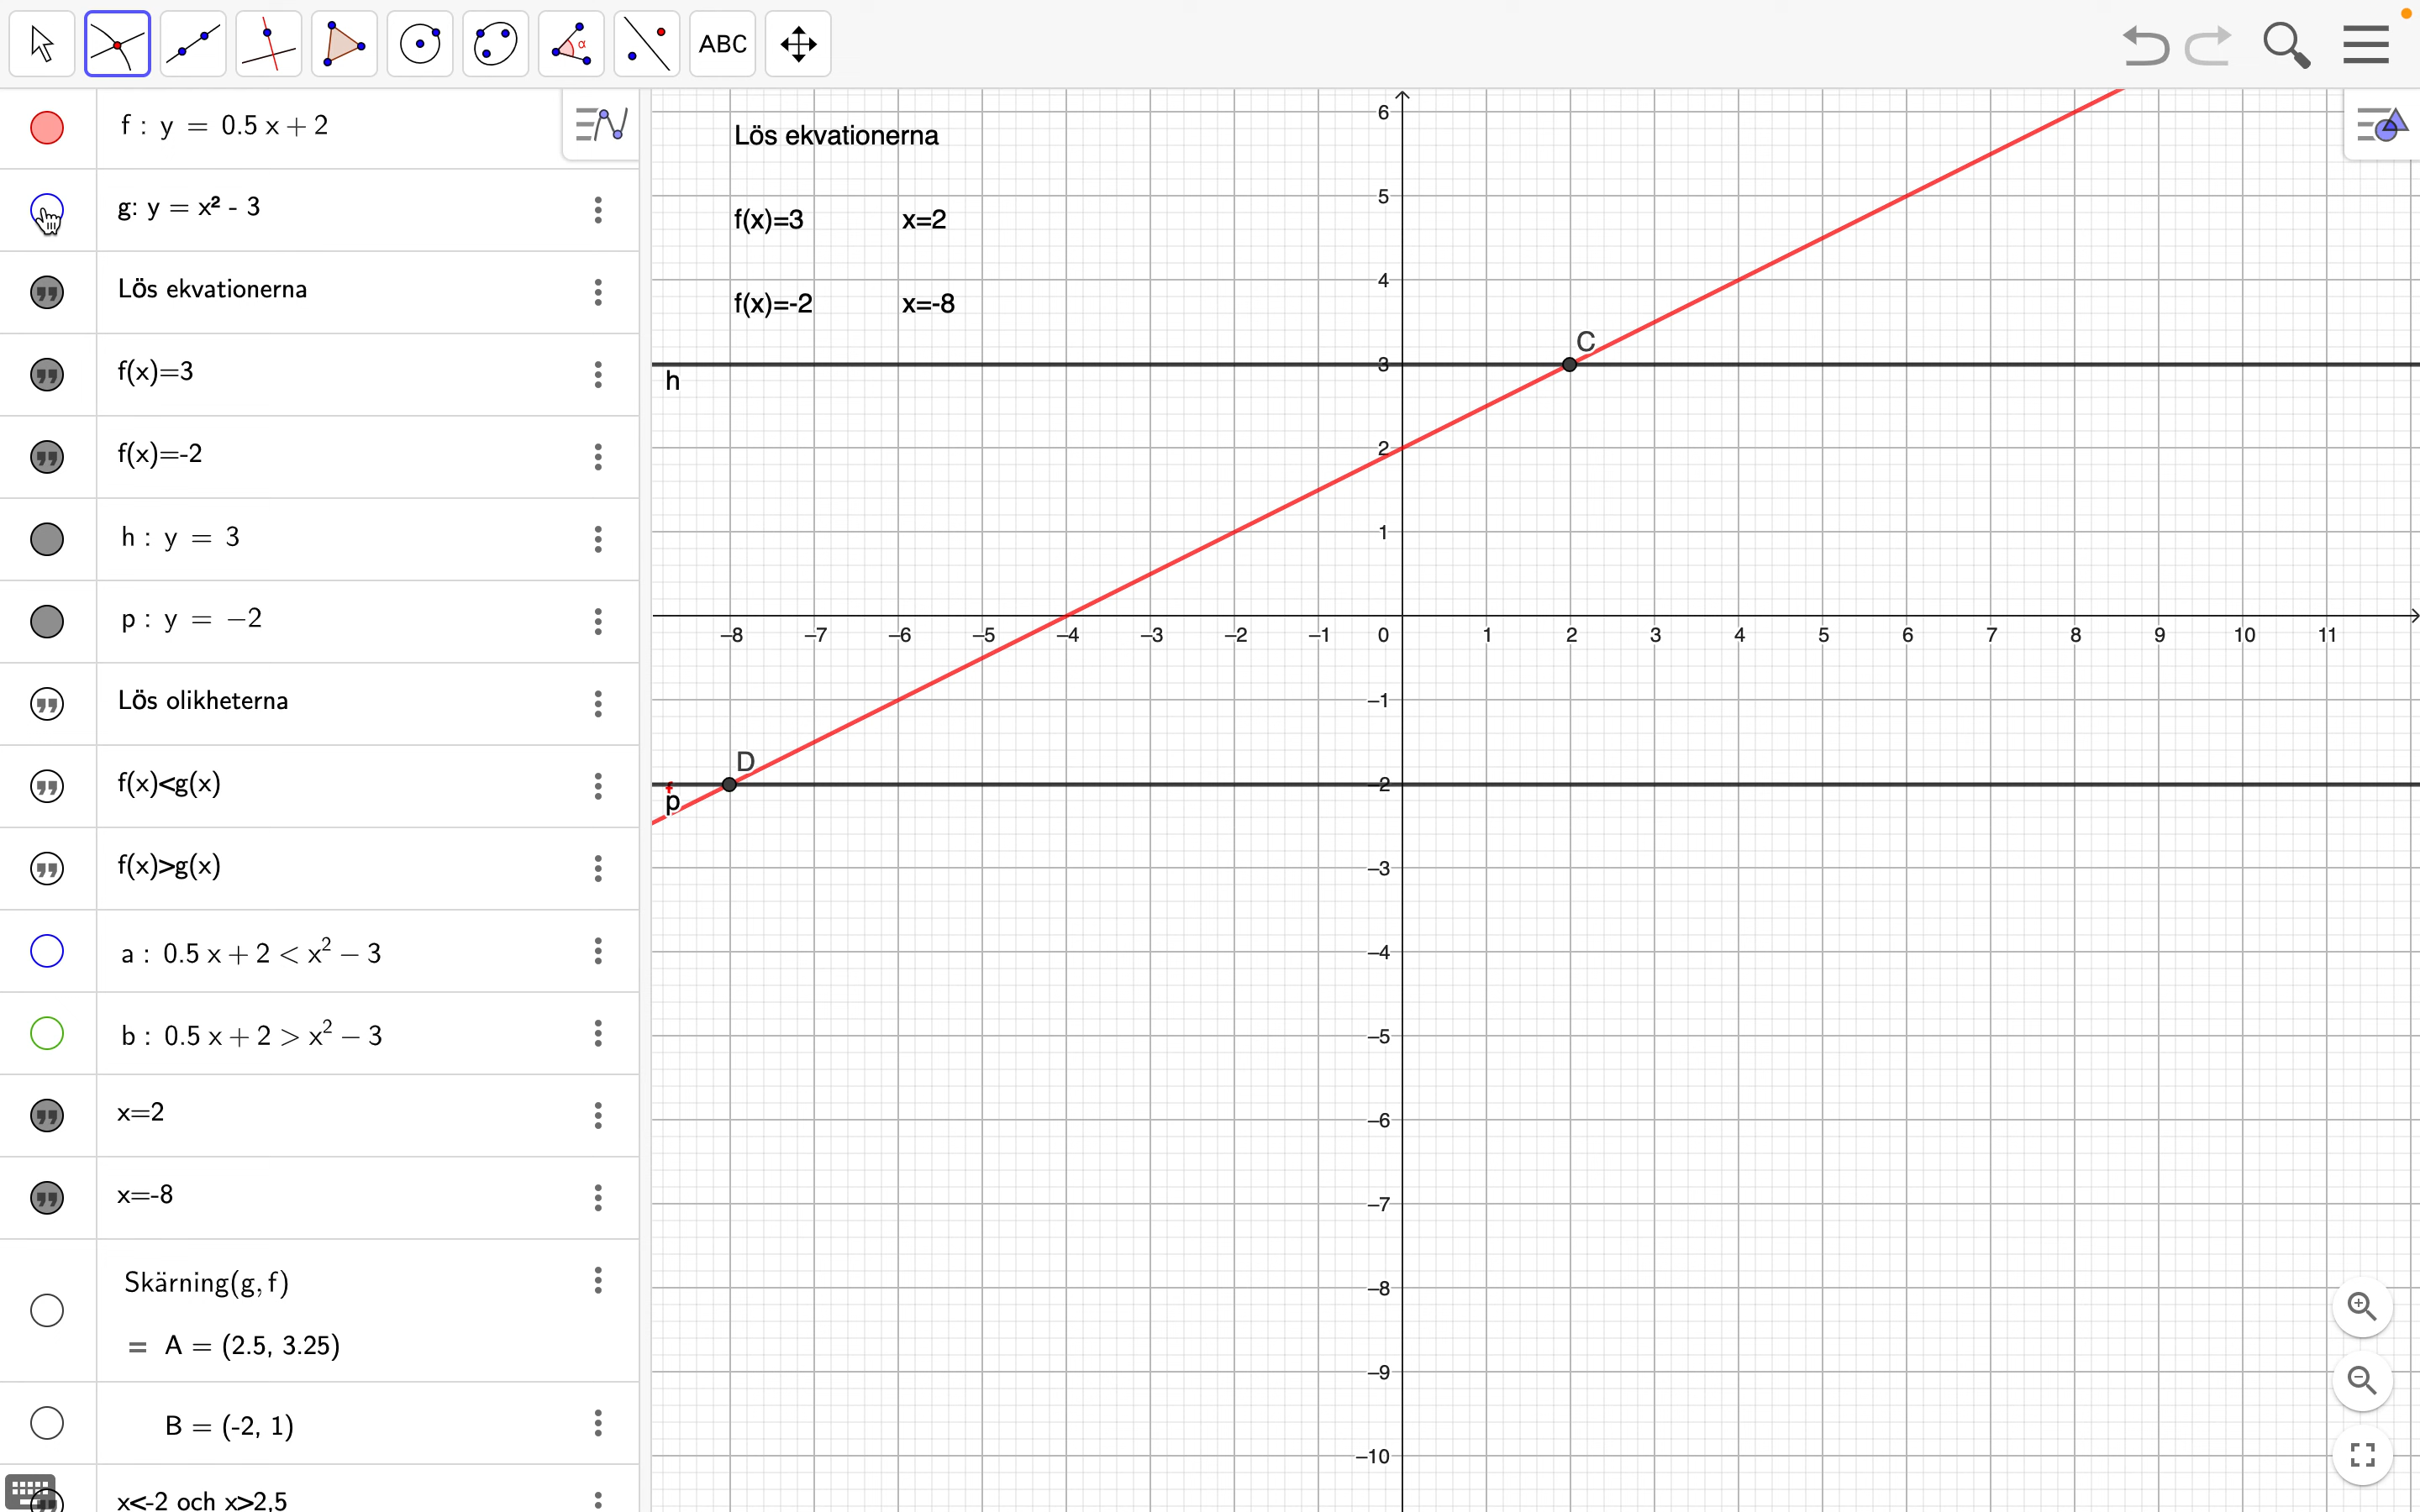 ABC
f : y = 0.5 x + 2
g: y = x² - 3
Lös ekvationerna
f(x)=3
f(x)=-2
h : y = 3
p : y = −2
Lös olikheterna
f(x)<g(x)
f(x)>g(x)
a : 0.5 x + 2 < x² − 3
b : 0.5 x + 2 > x² − 3
x=2
x=-8
Skärning(g, f)
= A = (2.5, 3.25)
B = (-2, 1)
x<-2 och x>2,5
Lös ekvationerna
f(x)=3 x=2
f(x)=-2 x=-8
6
5
4
C
3
h
2
1
−8 −7 −6 −5 −4 −3 −2 −1 0 1 2 3 4 5 6 7 8 9 10 11
−1
D
−2
f
p
−3
−4
−5
−6
−7
−8
−9
−10
α